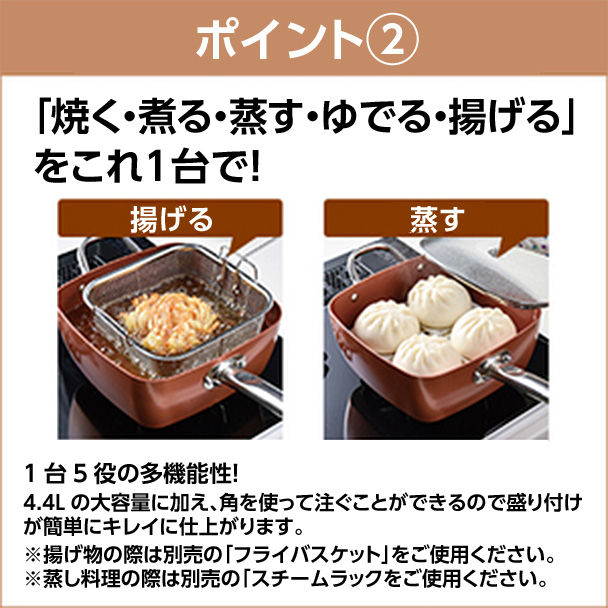 ポイント②
「焼く・煮る・蒸す・ゆでる・揚げる」
をこれ1台で!
揚げる
蒸す
1台5役の多機能性!
4.4Lの大容量に加え、角を使って注ぐことができるので盛り付け
が簡単にキレイに仕上がります。
※揚げ物の際は別売の「フライバスケット」をご使用ください。
※蒸し料理の際は別売の「スチームラックをご使用ください。